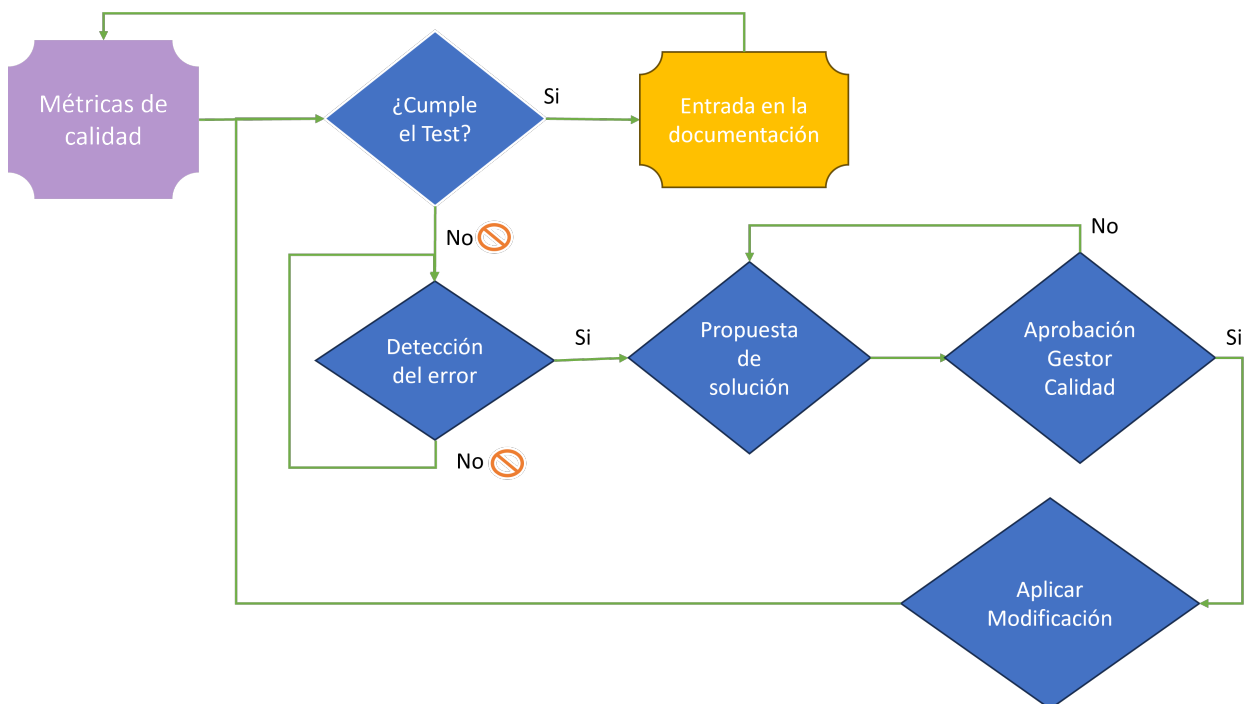 Métricas de
calidad
¿Cumple
el Test?
Si
Entrada en la
documentación
No
No
Detección
del error
Si
Propuesta
de
solución
Aprobación
Gestor
Calidad
Si
No
Aplicar
Modificación